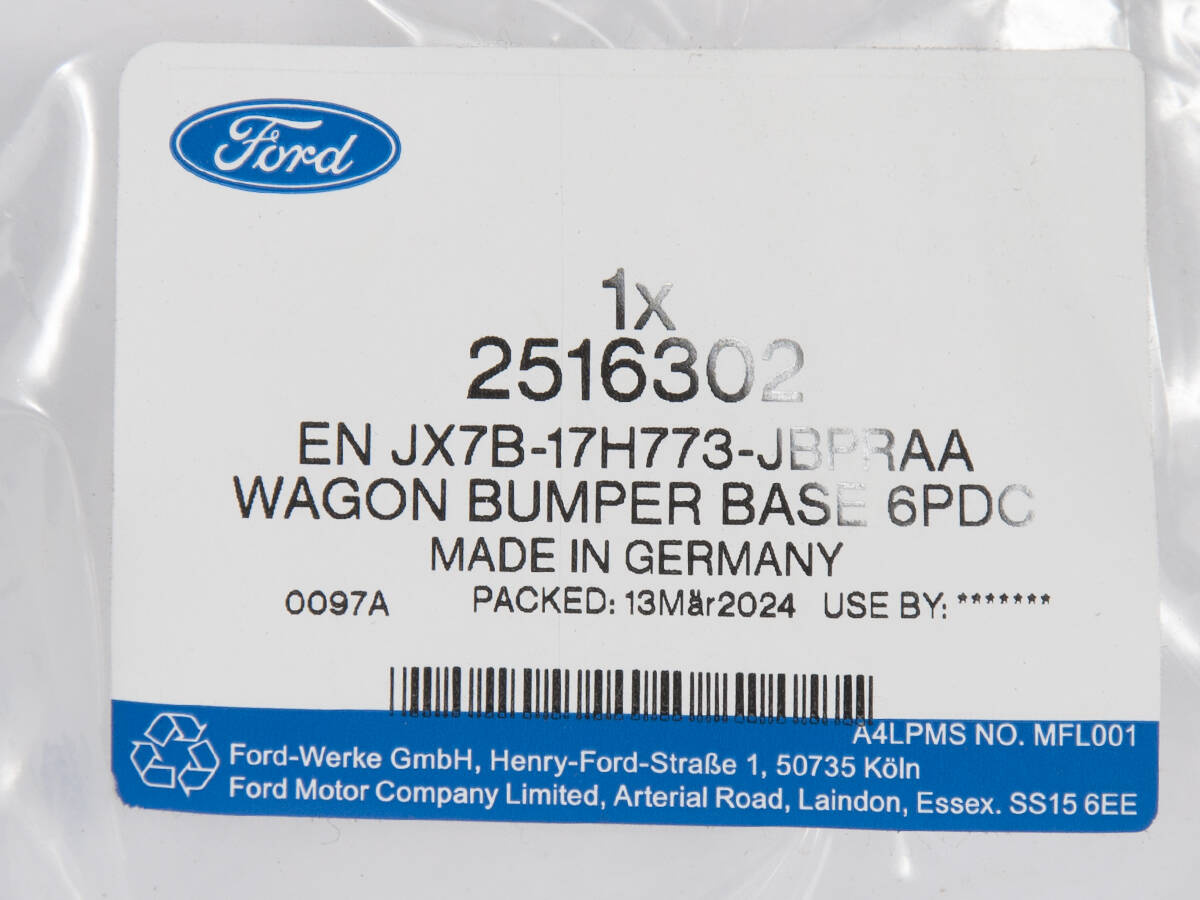 Ford
1x
2516302
EN JX7B-17H773-JBPRAA
WAGON BUMPER BASE 6PDC
MADE IN GERMANY
0097A PACKED: 13Mär2024 USE BY: *******
A4LPMS NO. MFL001
Ford-Werke GmbH, Henry-Ford-Straße 1, 50735 Köln
Ford Motor Company Limited, Arterial Road, Laindon, Essex. SS15 6EE